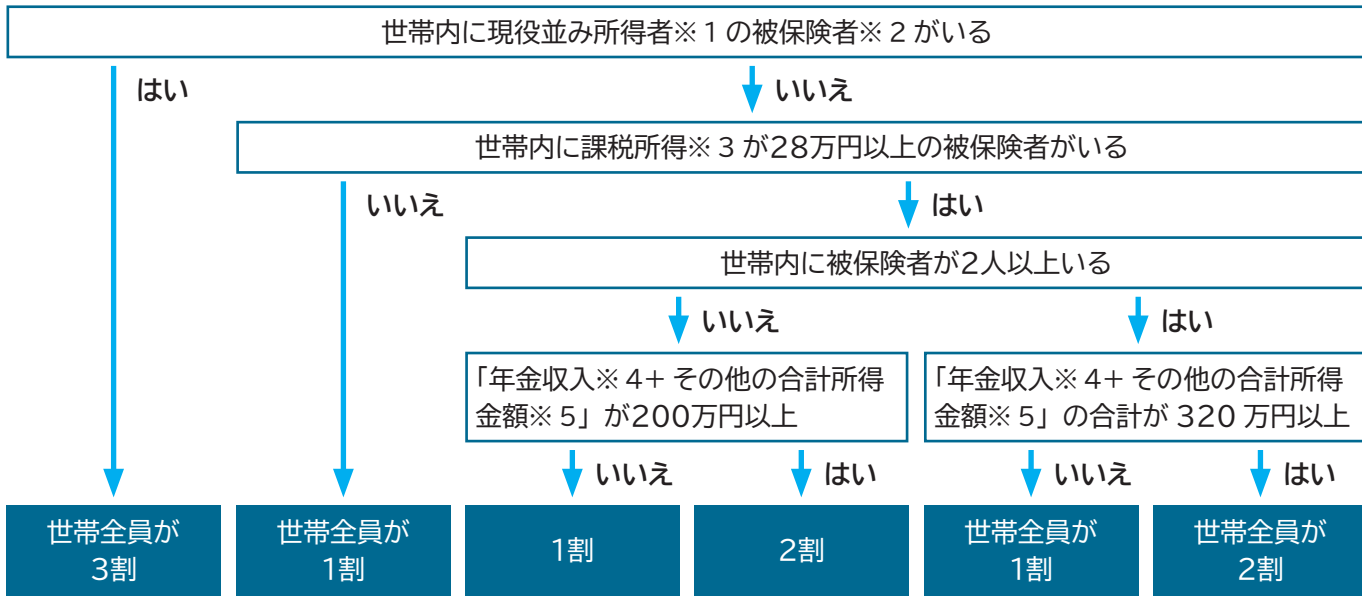 世帯内に現役並み所得者※1の被保険者※2がいる
はい
いいえ
世帯内に課税所得※3が28万円以上の被保険者がいる
いいえ
はい
世帯内に被保険者が2人以上いる
いいえ
はい
「年金収入※4+その他の合計所得
金額※5」が200万円以上
「年金収入※4+その他の合計所得
金額※5」の合計が320万円以上
いいえ
はい
いいえ
はい
世帯全員が
3割
世帯全員が
1割
1割
2割
世帯全員が
1割
世帯全員が
2割